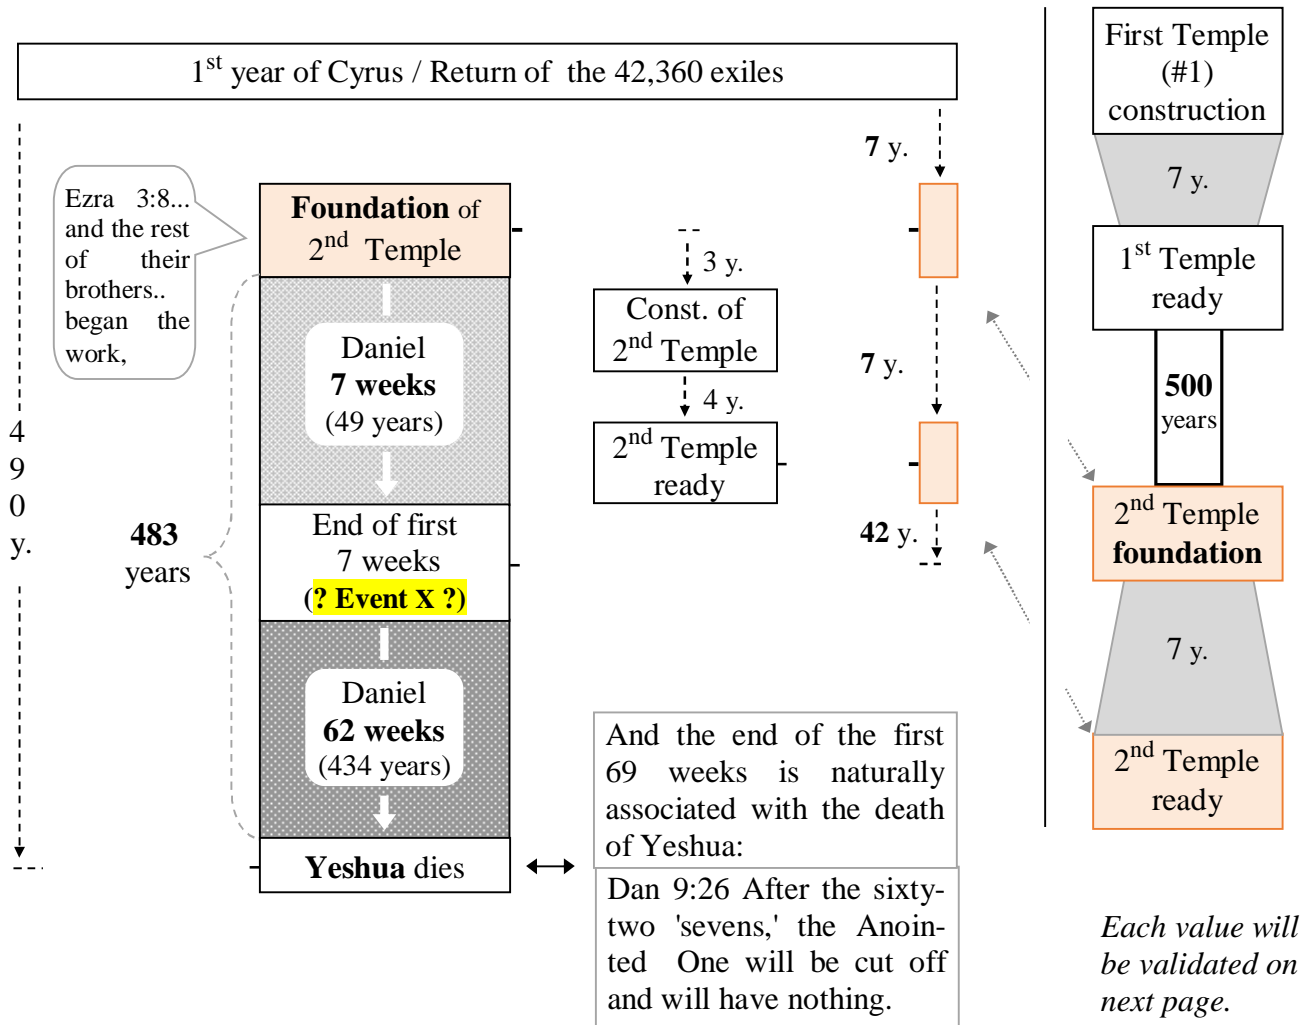 1st year of Cyrus / Return of the 42,360 exiles
7 y.
Ezra 3:8...
and the rest
of their
brothers..
began the
work,
Foundation of
2nd Temple
3 y.
Const. of
2nd Temple
Daniel
7 weeks
(49 years)
7 y.
4 y.
2nd Temple
ready
4
9
0
y.
483
years
End of first
7 weeks
(? Event X ?)
42 y.
Daniel
62 weeks
(434 years)
Yeshua dies
And the end of the first
69 weeks is naturally
associated with the death
of Yeshua:
Dan 9:26 After the sixty-
two 'sevens,' the Anoin-
ted One will be cut off
and will have nothing.
First Temple
(#1)
construction
7 y.
1st Temple
ready
500
years
2nd Temple
foundation
7 y.
2nd Temple
ready
Each value will
be validated on
next page.